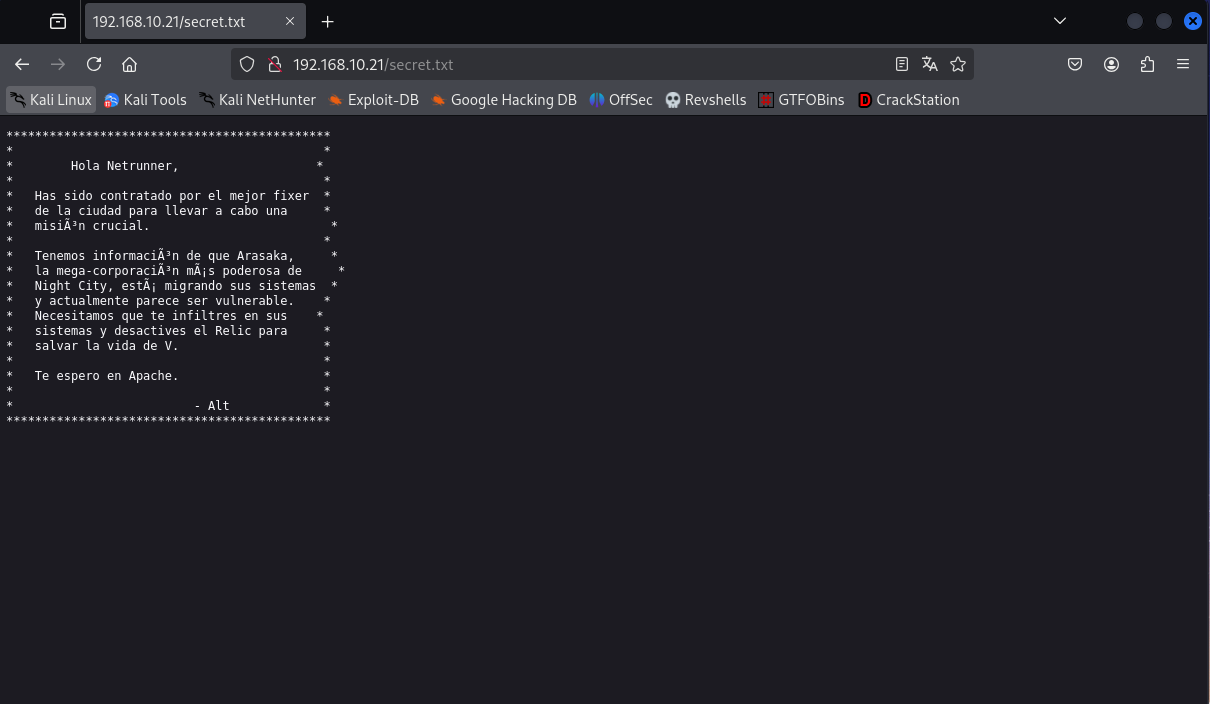 192.168.10.21/secret.txt
192.168.10.21/secret.txt
Kali Linux Kali Tools Kali NetHunter Exploit-DB Google Hacking DB OffSec Revshells GTFOBins CrackStation
*********************************************
*                                           *
*        Hola Netrunner,                   *
*                                           *
*   Has sido contratado por el mejor fixer  *
*   de la ciudad para llevar a cabo una     *
*   misiÃ³n crucial.                         *
*                                           *
*   Tenemos informaciÃ³n de que Arasaka,     *
*   la mega-corporaciÃ³n mÃ¡s poderosa de     *
*   Night City, estÃ¡ migrando sus sistemas  *
*   y actualmente parece ser vulnerable.    *
*   Necesitamos que te infiltres en sus    *
*   sistemas y desactives el Relic para     *
*   salvar la vida de V.                    *
*                                           *
*   Te espero en Apache.                    *
*                                           *
*                         - Alt             *
*********************************************